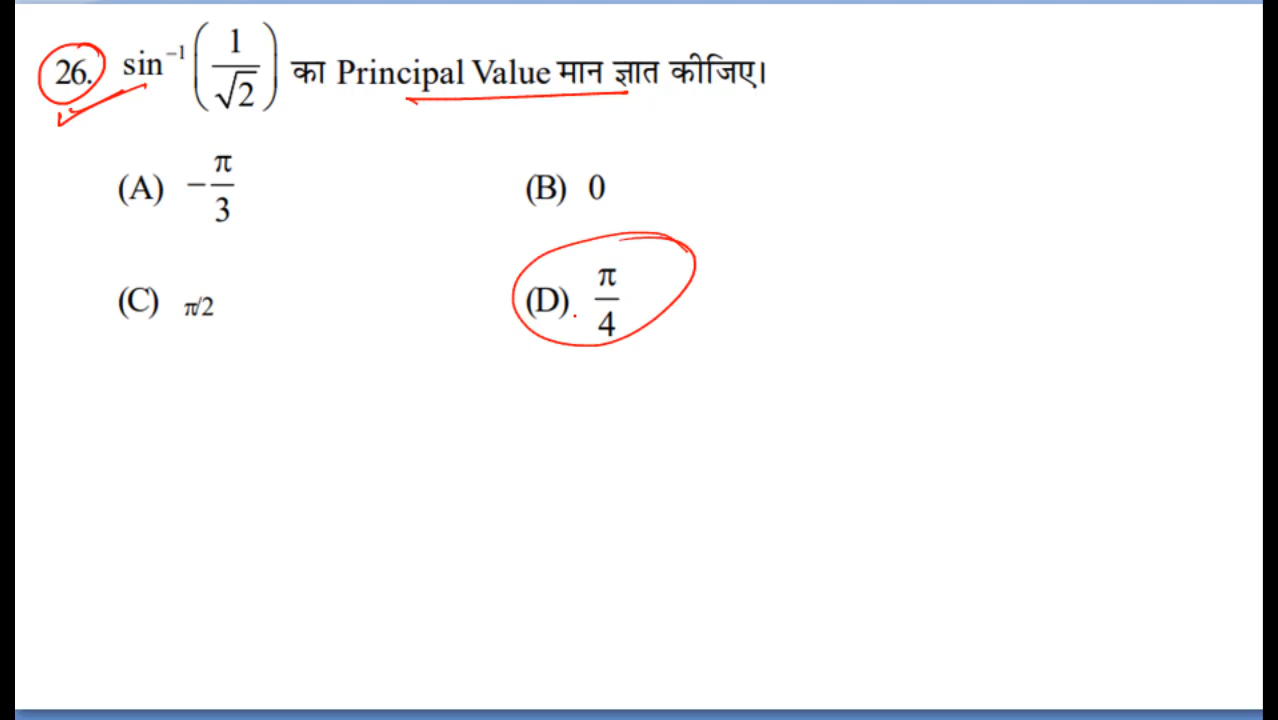 26. sin⁻¹(1/√2) का Principal Value मान ज्ञात कीजिए।
(A) −π/3 (B) 0
(C) π/2 (D) π/4